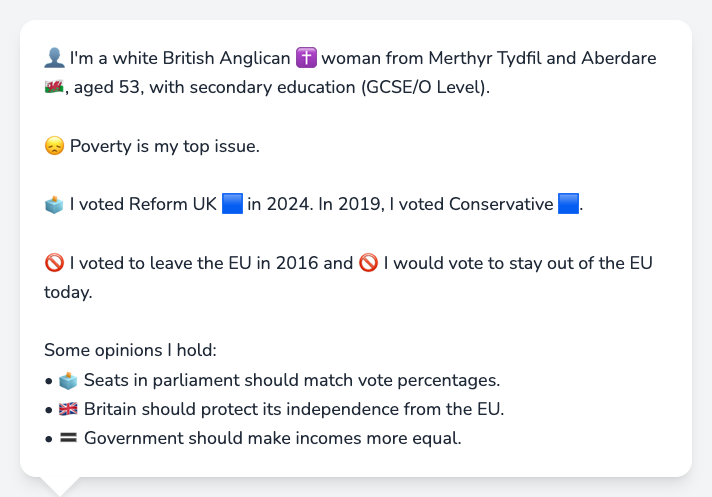 👤 I'm a white British Anglican ✝️ woman from Merthyr Tydfil and Aberdare
🏴󠁧󠁢󠁷󠁬󠁳󠁿, aged 53, with secondary education (GCSE/O Level).
😞 Poverty is my top issue.
🗳️ I voted Reform UK 🟦 in 2024. In 2019, I voted Conservative 🟦.
🚫 I voted to leave the EU in 2016 and 🚫 I would vote to stay out of the EU
today.
Some opinions I hold:
• 🗳️ Seats in parliament should match vote percentages.
• 🇬🇧 Britain should protect its independence from the EU.
• 🟰 Government should make incomes more equal.